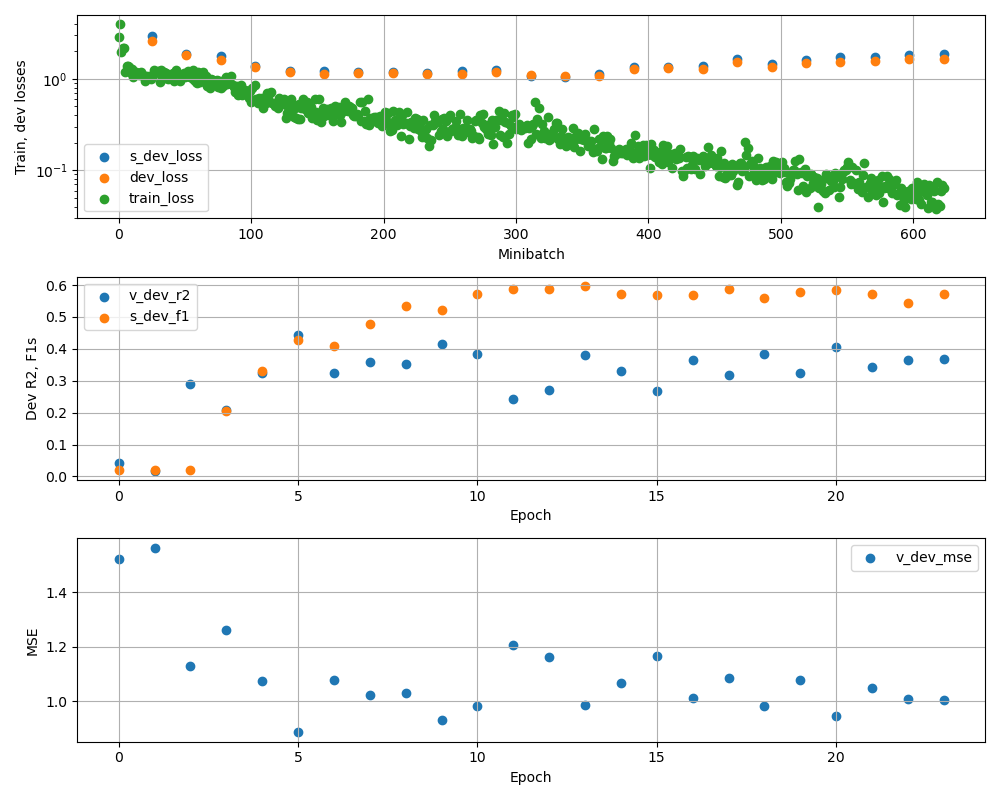 Train, dev losses
10^0
10^-1
s_dev_loss
dev_loss
train_loss
0 100 200 300 400 500 600
Minibatch
Dev R2, F1s
0.6
0.5
0.4
0.3
0.2
0.1
0.0
v_dev_r2
s_dev_f1
0 5 10 15 20
Epoch
MSE
1.4
1.2
1.0
v_dev_mse
0 5 10 15 20
Epoch